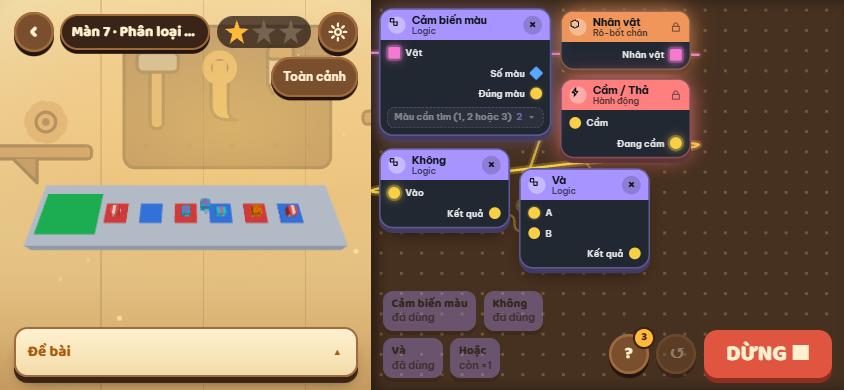 Màn 7 · Phân loại ...
Toàn cảnh
Đề bài
Cảm biến màu
Logic
Vật
Số màu
Đúng màu
Màu cần tìm (1, 2 hoặc 3) 2
Nhân vật
Rô-bốt chân
Nhân vật
Cầm / Thả
Hành động
Cầm
Đang cầm
Không
Logic
Vào
Kết quả
Và
Logic
A
B
Kết quả
Cảm biến màu
đã dùng
Không
đã dùng
Và
đã dùng
Hoặc
còn ×1
?
3
DỪNG